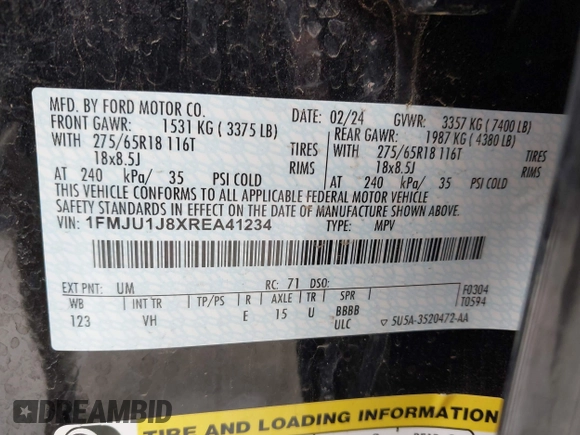 MFD. BY FORD MOTOR CO.
DATE: 02/24 GVWR: 3357 KG ( 7400 LB)
FRONT GAWR: 1531 KG ( 3375 LB)
REAR GAWR: 1987 KG ( 4380 LB)
WITH 275/65R18 116T TIRES
WITH 275/65R18 116T TIRES
18x8.5J RIMS
18x8.5J RIMS
AT 240 kPa/ 35 PSI COLD
AT 240 kPa/ 35 PSI COLD
THIS VEHICLE CONFORMS TO ALL APPLICABLE FEDERAL MOTOR VEHICLE
SAFETY STANDARDS IN EFFECT ON THE DATE OF MANUFACTURE SHOWN ABOVE.
VIN: 1FMJU1J8XREA41234 TYPE: MPV
EXT PNT: UM RC: 71 DSO:
F0304
T0594
WB INT TR TP/PS R AXLE TR SPR
123 VH E 15 U BBBB
ULC
5U5A-3520472-AA
TIRE AND LOADING INFORMATION
DREAMBID